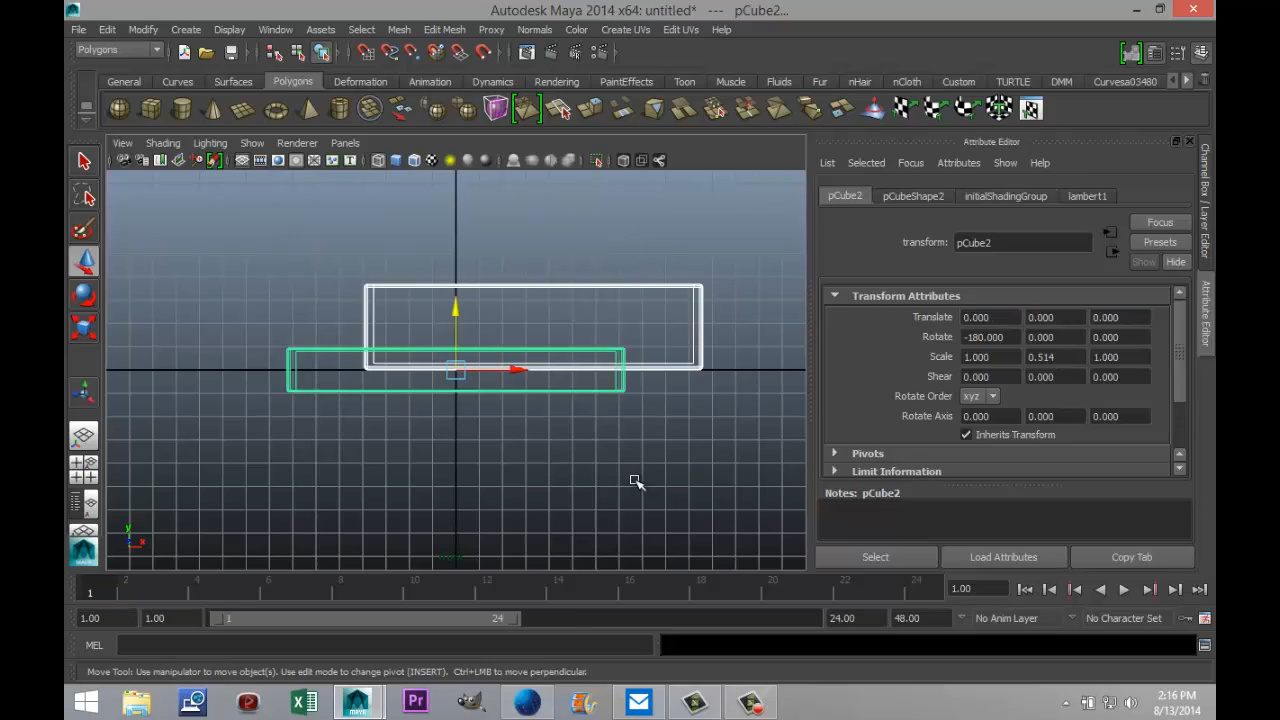 Autodesk Maya 2014 x64: untitled*   ---   pCube2...
File Edit Modify Create Display Window Assets Select Mesh Edit Mesh Proxy Normals Color Create UVs Edit UVs Help
Polygons
General Curves Surfaces Polygons Deformation Animation Dynamics Rendering PaintEffects Toon Muscle Fluids Fur nHair nCloth Custom TURTLE DMM Curvesa03480
View Shading Lighting Show Renderer Panels
Attribute Editor
List Selected Focus Attributes Show Help
pCube2 pCubeShape2 initialShadingGroup lambert1
Focus
transform: pCube2 Presets
Show Hide
Transform Attributes
Translate 0.000 0.000 0.000
Rotate -180.000 0.000 0.000
Scale 1.000 0.514 1.000
Shear 0.000 0.000 0.000
Rotate Order xyz
Rotate Axis 0.000 0.000 0.000
Inherits Transform
Pivots
Limit Information
Notes: pCube2
Select Load Attributes Copy Tab
Channel Box / Layer Editor
Attribute Editor
y
x
2 4 6 8 10 12 14 16 18 20 22 24
1 1.00
1.00 1.00 1 24 24.00 48.00 No Anim Layer No Character Set
MEL
Move Tool: Use manipulator to move object(s). Use edit mode to change pivot [INSERT]. Ctrl+LMB to move perpendicular.
Pr
2:16 PM
8/13/2014